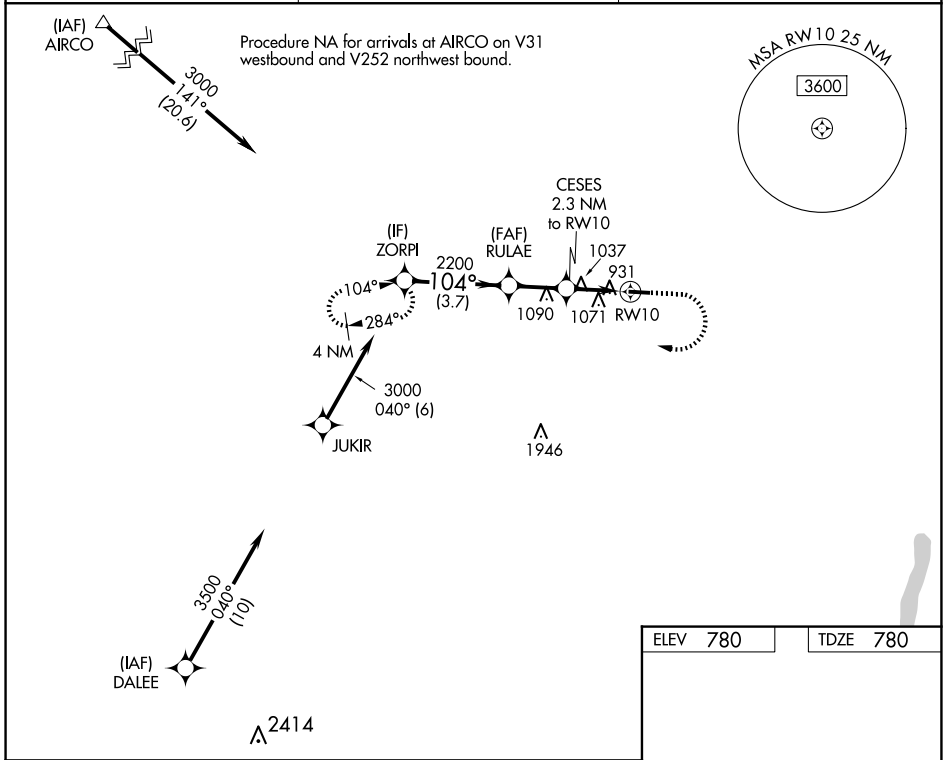 (IAF)
AIRCO
Procedure NA for arrivals at AIRCO on V31
westbound and V252 northwest bound.
3000
141°
(20.6)
MSA RW10 25 NM
3600
CESES
2.3 NM
to RW10
(IF)
ZORPI
(FAF)
RULAE
1037
2200
104°
(3.7)
931
104°
284°
1090
1071
RW10
4 NM
3000
040° (6)
JUKIR
1946
3500
040°
(10)
(IAF)
DALEE
2414
ELEV 780
TDZE 780